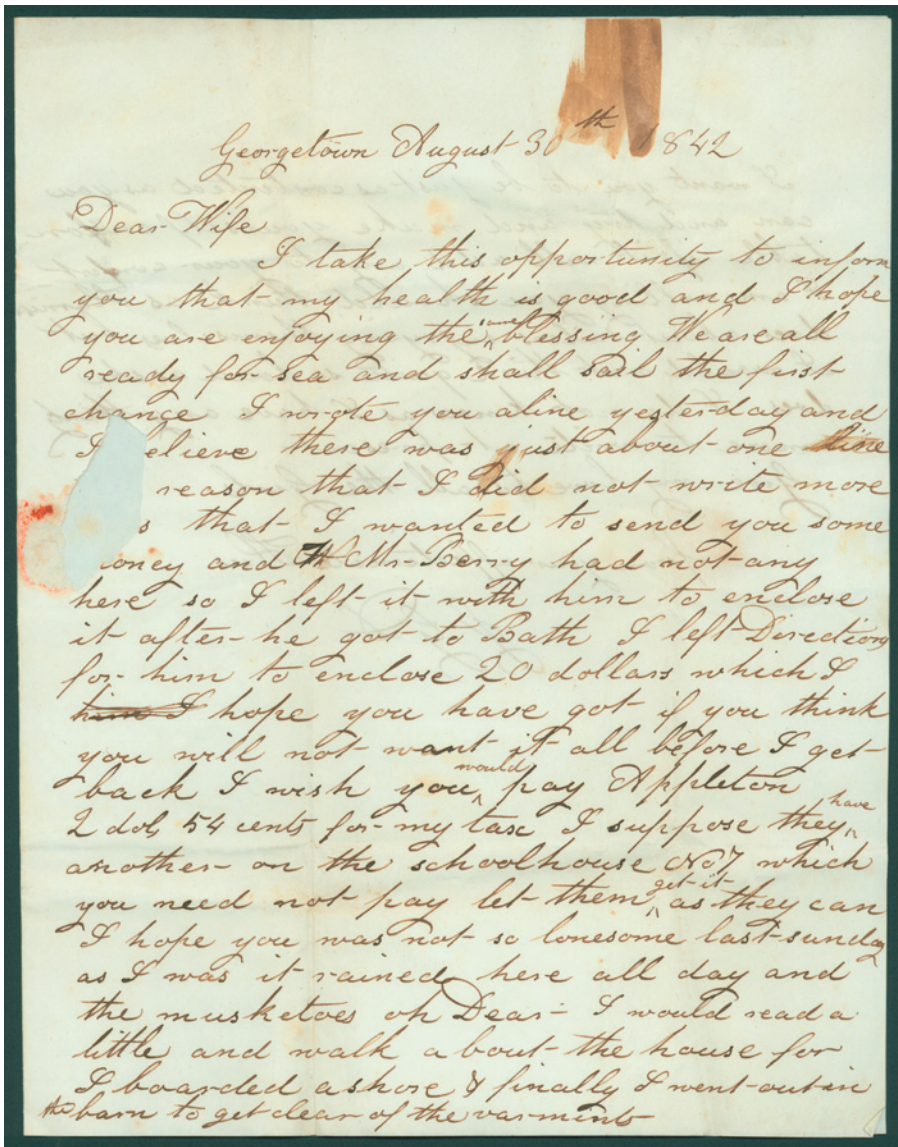 Georgetown August 30th 1842
Dear Wife
I take this opportunity to inform
you that my health is good and I hope
you are enjoying the same blessing We are all
ready for sea and shall sail the first
chance I wrote you a line yesterday and
I believe there was just about one line
reason that I did not write more
s that I wanted to send you some
oney and Mr Berry had not any
here so I left it with him to enclose
it after he got to Bath I left Directions
for him to enclose 20 dollars which I
him I hope you have got if you think
you will not want it all before I get
back I wish you would pay Appleton
2 dol, 54 cents for my tax I suppose they have
another on the schoolhouse No 7 which
you need not pay let them get it as they can
I hope you was not so lonesome last sunday
as I was it rained here all day and
the musketoes oh Dear I would read a
little and walk about the house for
I boarded ashore & finally I went out in
the barn to get clear of the varmints